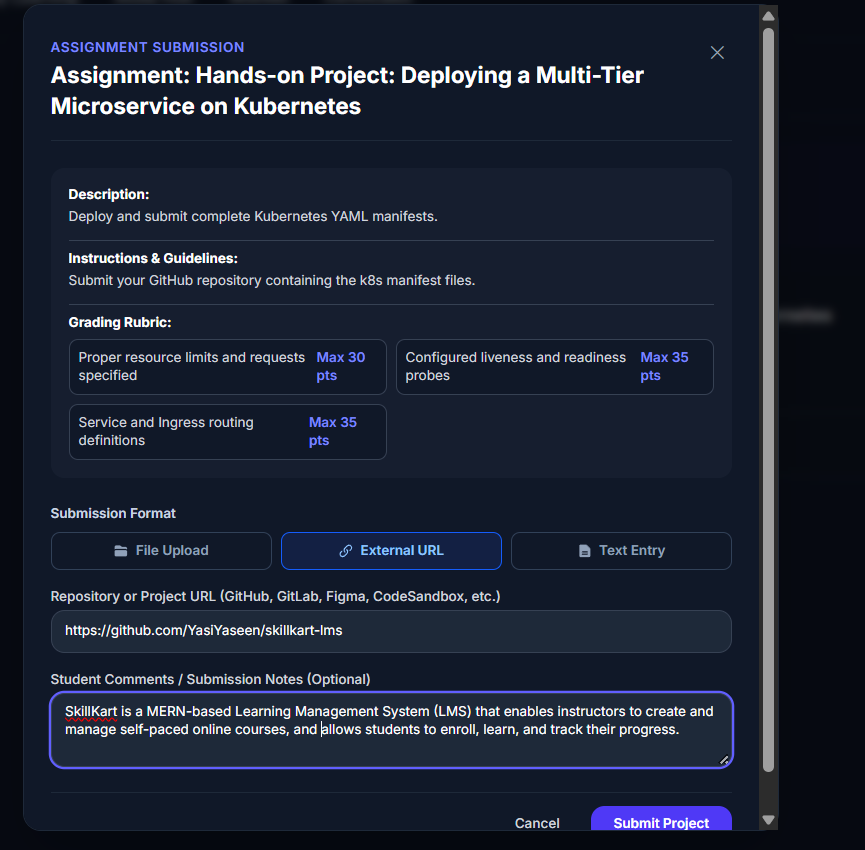 ASSIGNMENT SUBMISSION
Assignment: Hands-on Project: Deploying a Multi-Tier
Microservice on Kubernetes
Description:
Deploy and submit complete Kubernetes YAML manifests.
Instructions & Guidelines:
Submit your GitHub repository containing the k8s manifest files.
Grading Rubric:
Proper resource limits and requests specified
Max 30 pts
Configured liveness and readiness probes
Max 35 pts
Service and Ingress routing definitions
Max 35 pts
Submission Format
File Upload
External URL
Text Entry
Repository or Project URL (GitHub, GitLab, Figma, CodeSandbox, etc.)
https://github.com/YasiYaseen/skillkart-lms
Student Comments / Submission Notes (Optional)
SkillKart is a MERN-based Learning Management System (LMS) that enables instructors to create and
manage self-paced online courses, and allows students to enroll, learn, and track their progress.
Cancel
Submit Project